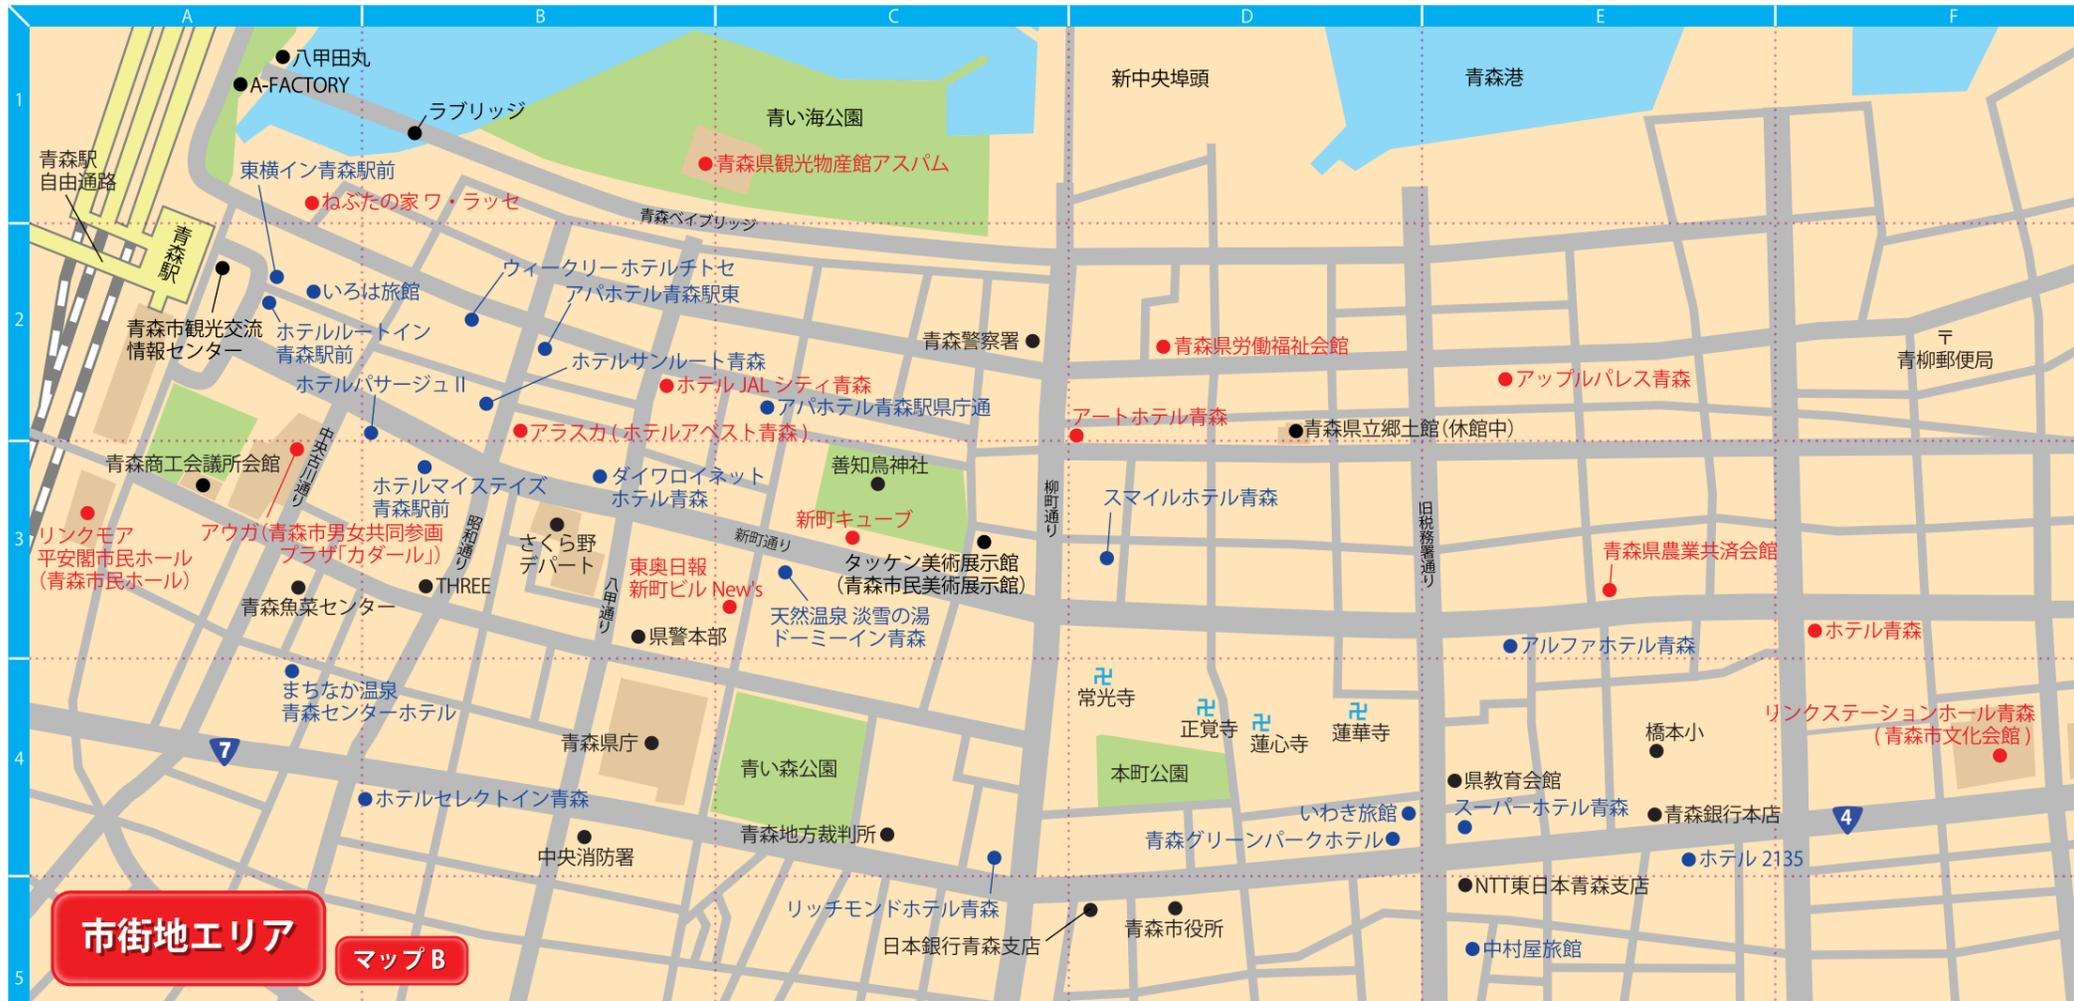 A
B
C
D
E
F
1
2
3
4
5
八甲田丸
A-FACTORY
ラブリッジ
青い海公園
新中央埠頭
青森港
青森県観光物産館アスパム
青森駅
自由通路
東横イン青森駅前
ねぶたの家 ワ・ラッセ
青森ベイブリッジ
青森駅
ウィークリーホテルチトセ
いろは旅館
アパホテル青森駅東
青森市観光交流
情報センター
ホテルルートイン
青森駅前
青森警察署
青森県労働福祉会館
〒
青柳郵便局
ホテルサンルート青森
ホテルパサージュⅡ
ホテル JAL シティ青森
アップルパレス青森
アパホテル青森駅県庁通
アートホテル青森
アラスカ ( ホテルアベスト青森 )
青森県立郷土館(休館中)
中央古川通り
青森商工会議所会館
善知鳥神社
ダイワロイネット
ホテル青森
ホテルマイステイズ
青森駅前
柳町通り
スマイルホテル青森
旧税務署通り
リンクモア
平安閣市民ホール
(青森市民ホール)
アウガ(青森市男女共同参画
プラザ「カダール」)
昭和通り
さくら野
デパート
新町通り
新町キューブ
タッケン美術展示館
(青森市民美術展示館)
青森県農業共済会館
東奥日報
新町ビル New's
八甲通り
THREE
青森魚菜センター
天然温泉 淡雪の湯
ドーミーイン青森
県警本部
アルファホテル青森
ホテル青森
まちなか温泉
青森センターホテル
常光寺
正覚寺
蓮心寺
蓮華寺
リンクステーションホール青森
( 青森市文化会館 )
橋本小
7
青森県庁
青い森公園
本町公園
県教育会館
ホテルセレクトイン青森
いわき旅館
スーパーホテル青森
青森銀行本店
4
青森地方裁判所
青森グリーンパークホテル
中央消防署
ホテル 2135
NTT東日本青森支店
リッチモンドホテル青森
日本銀行青森支店
青森市役所
中村屋旅館
市街地エリア
マップ B